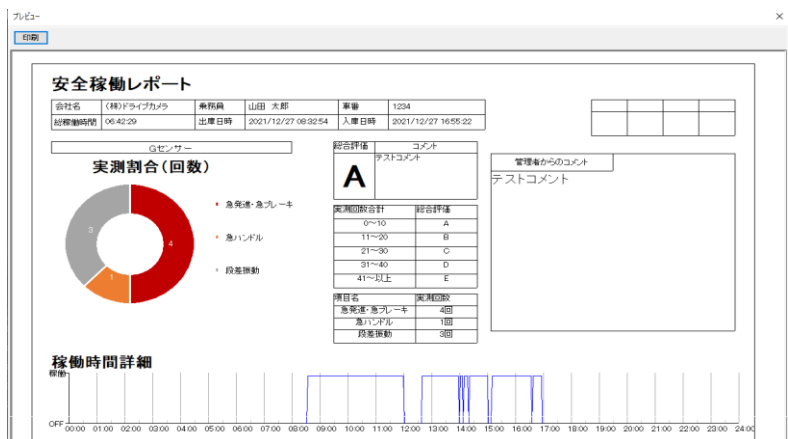 プレビュー
印刷
安全稼働レポート
会社名 (株)ドライブカメラ 乗務員 山田 太郎 車番 1234
総稼働時間 06:42:29 出庫日時 2021/12/27 08:32:54 入庫日時 2021/12/27 16:55:22
Gセンサー
実測割合(回数)
3
4
1
急発進・急ブレーキ
急ハンドル
段差振動
総合評価 コメント
A テストコメント
実測回数合計 総合評価
0～10 A
11～20 B
21～30 C
31～40 D
41～以上 E
項目名 実測回数
急発進・急ブレーキ 4回
急ハンドル 1回
段差振動 3回
管理者からのコメント
テストコメント
稼働時間詳細
稼働
OFF
00:00 01:00 02:00 03:00 04:00 05:00 06:00 07:00 08:00 09:00 10:00 11:00 12:00 13:00 14:00 15:00 16:00 17:00 18:00 19:00 20:00 21:00 22:00 23:00 24:00